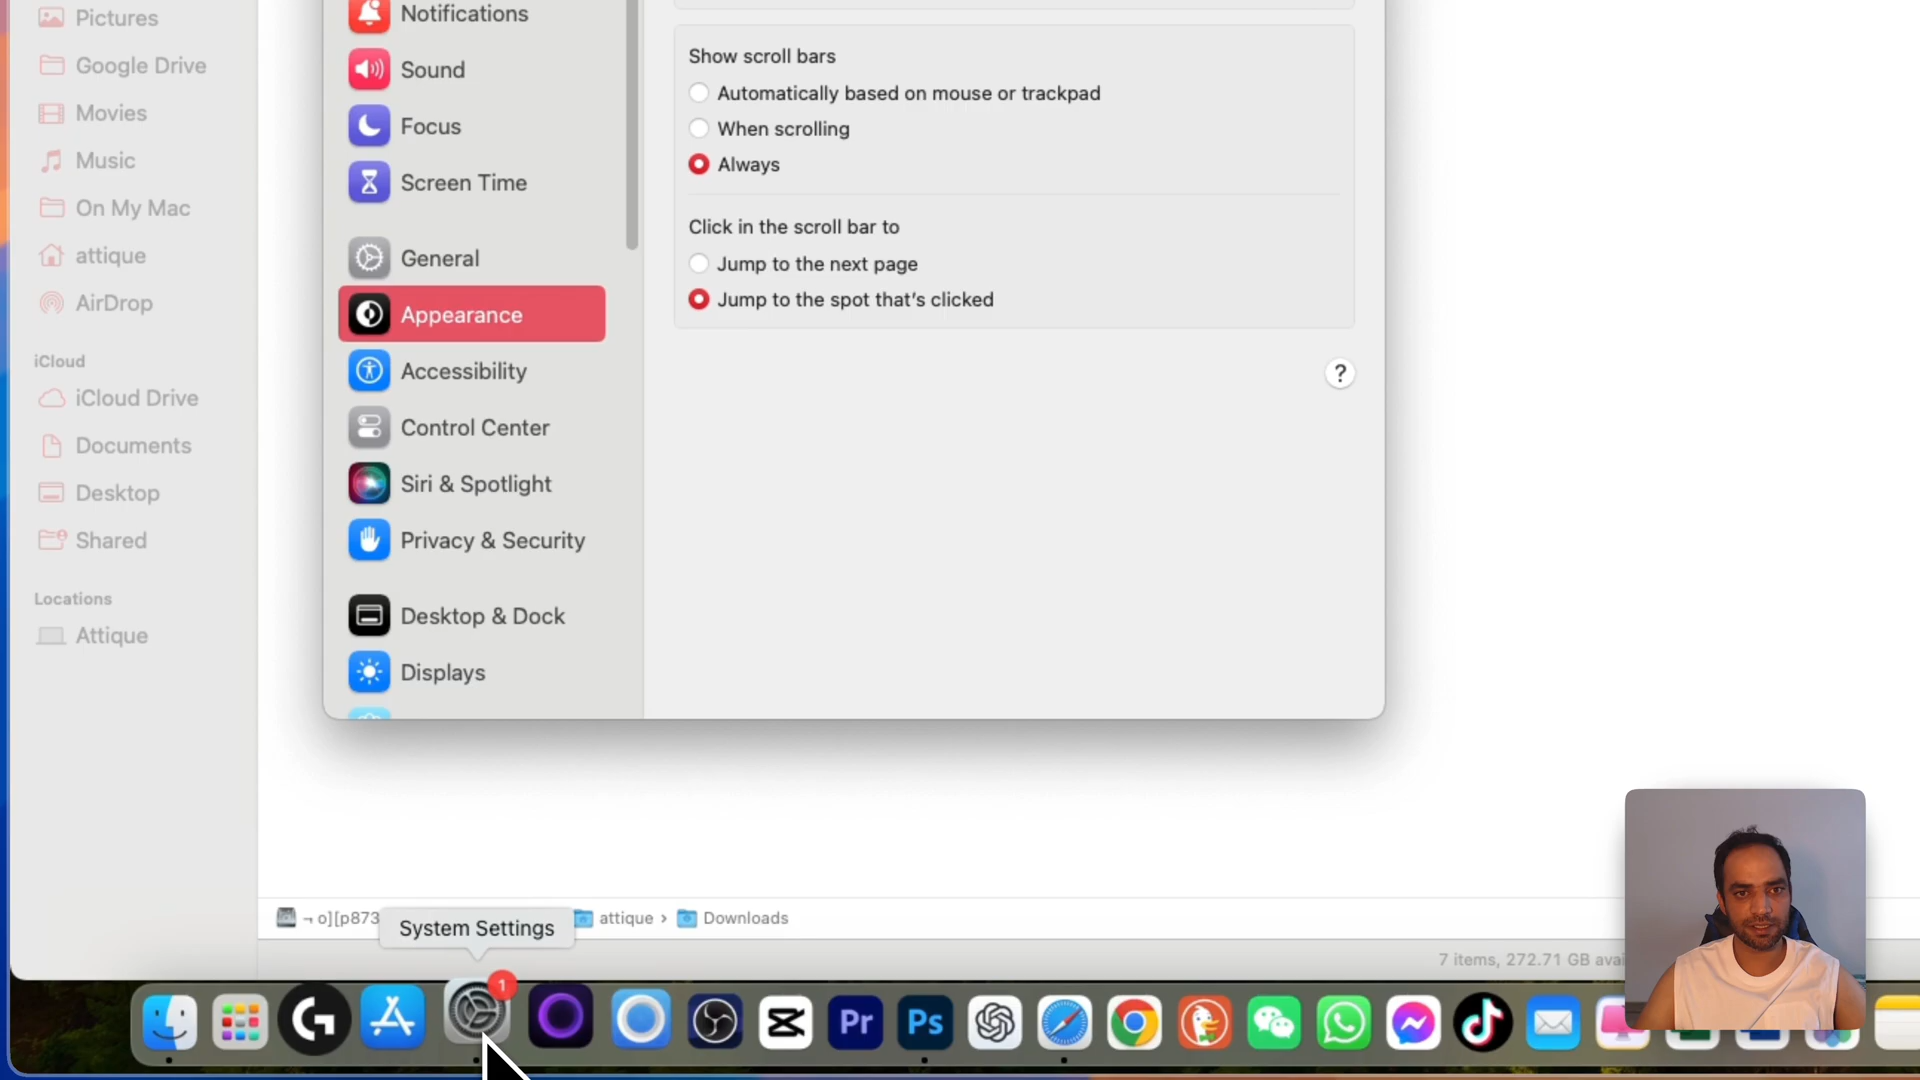 Pictures
Google Drive
Movies
Music
On My Mac
attique
AirDrop
iCloud
iCloud Drive
Documents
Desktop
Shared
Locations
Attique
Notifications
Sound
Focus
Screen Time
General
Appearance
Accessibility
Control Center
Siri & Spotlight
Privacy & Security
Desktop & Dock
Displays
Show scroll bars
Automatically based on mouse or trackpad
When scrolling
Always
Click in the scroll bar to
Jump to the next page
Jump to the spot that's clicked
?
¬ o][p873
attique › Downloads
System Settings
7 items, 272.71 GB avai
1
Pr
Ps